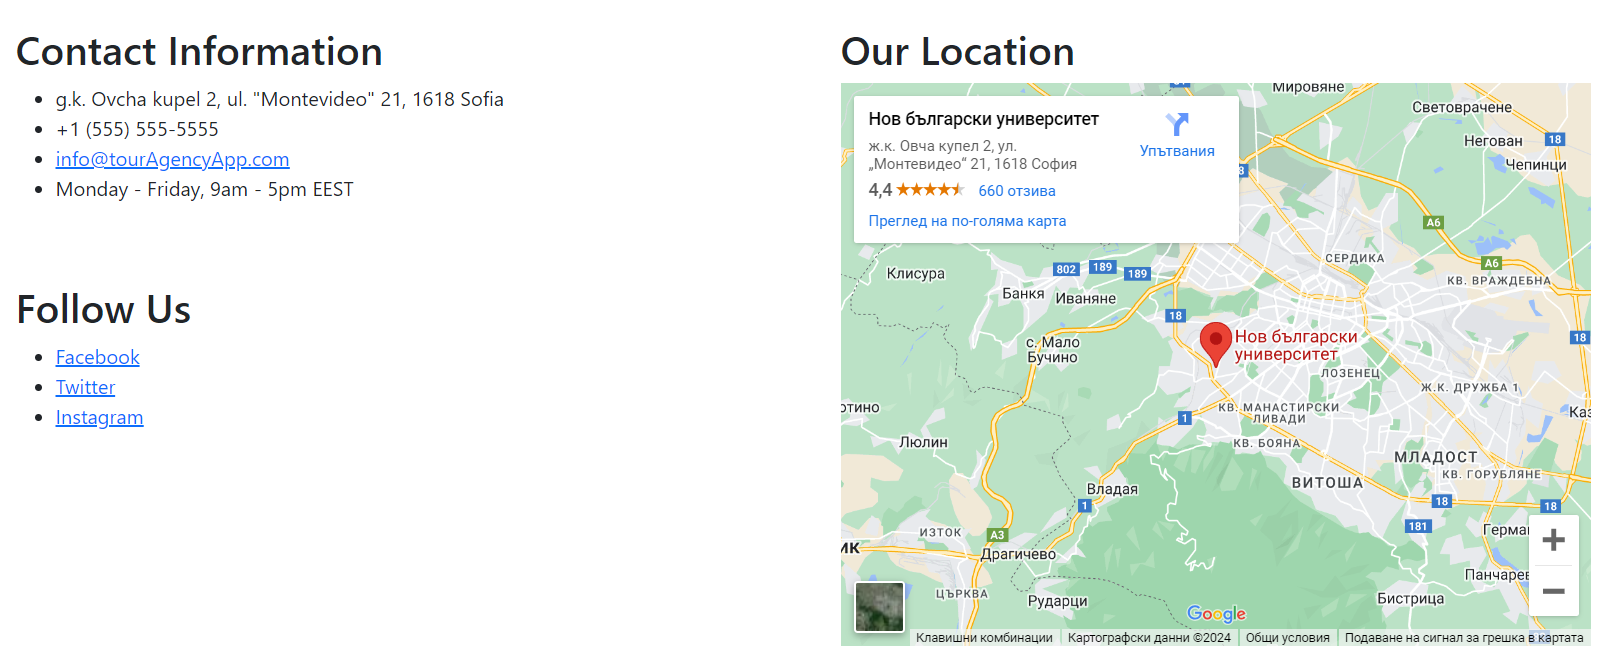 Contact Information
g.k. Ovcha kupel 2, ul. "Montevideo" 21, 1618 Sofia
+1 (555) 555-5555
info@tourAgencyApp.com
Monday - Friday, 9am - 5pm EEST
Follow Us
Facebook
Twitter
Instagram
Our Location
Нов български университет
ж.к. Овча купел 2, ул.
„Монтевидео“ 21, 1618 София
4,4
660 отзива
Преглед на по-голяма карта
Упътвания
Мировяне
Световрачене
Негован
18
Чепинци
A6
СЕРДИКА
A6
КВ. ВРАЖДЕБНА
Клисура
802
189
189
Банкя
Иваняне
18
18
с. Мало
Бучино
Нов български
университет
ЛОЗЕНЕЦ
Ж.К. ДРУЖБА 1
отино
1
КВ. МАНАСТИРСКИ
ЛИВАДИ
Каз
Люлин
КВ. БОЯНА
МЛАДОСТ
КВ. ГОРУБЛЯНЕ
ВИТОША
Владая
1
18
18
181
ИЗТОК
A3
Герма
ик
Драгичево
Панчарев
ЦЪРКВА
Рударци
Бистрица
Google
Клавишни комбинации
Картографски данни ©2024
Общи условия
Подаване на сигнал за грешка в картата